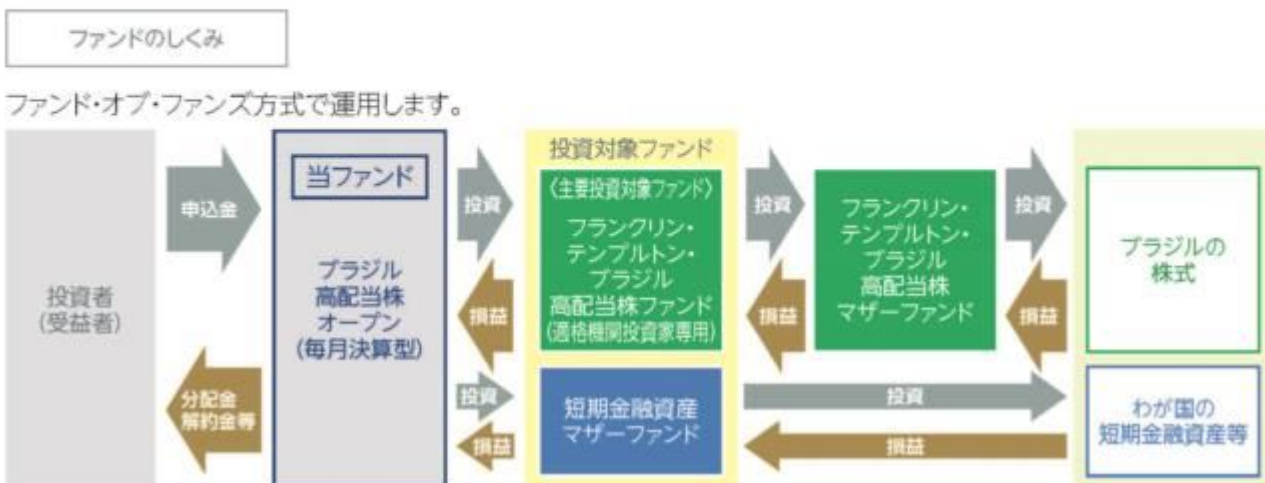 ファンドのしくみ
ファンド・オブ・ファンズ方式で運用します。
投資者
(受益者)
申込金
分配金
解約金等
当ファンド
ブラジル
高配当株
オープン
(毎月決算型)
投資
損益
投資
損益
投資対象ファンド
〈主要投資対象ファンド〉
フランクリン・
テンプルトン・
ブラジル
高配当株ファンド
(適格機関投資家専用)
短期金融資産
マザーファンド
投資
損益
フランクリン・
テンプルトン・
ブラジル
高配当株
マザーファンド
投資
損益
投資
損益
ブラジルの
株式
わが国の
短期金融資産等